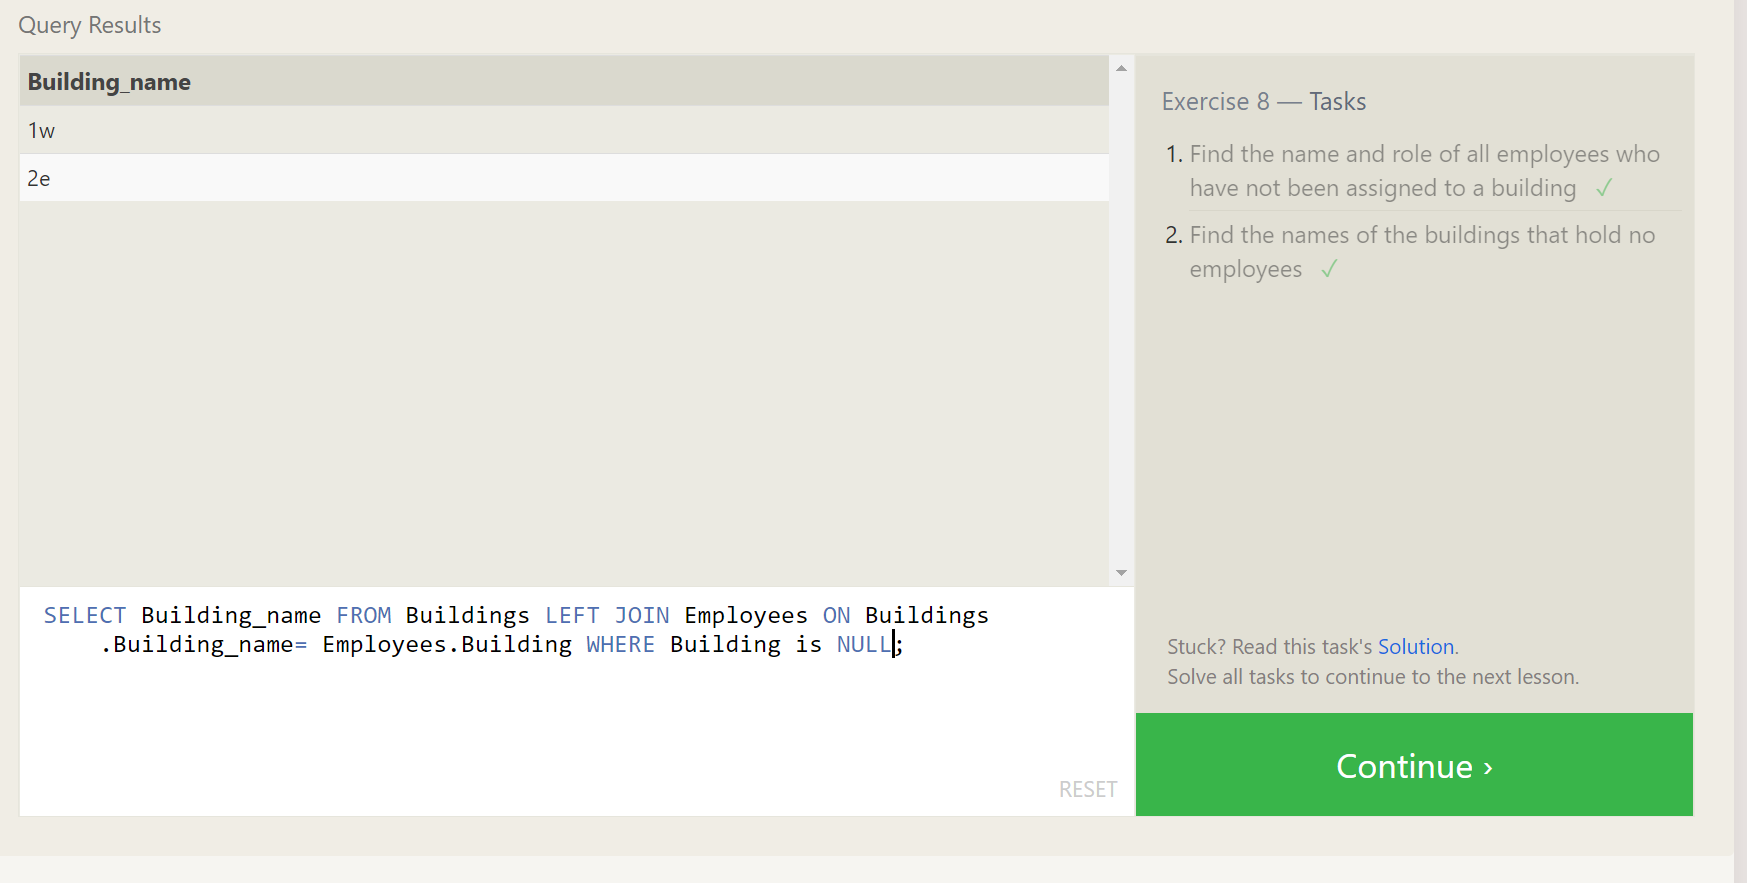 Query Results
Building_name
1w
2e
SELECT Building_name FROM Buildings LEFT JOIN Employees ON Buildings
.Building_name= Employees.Building WHERE Building is NULL;
RESET
Exercise 8 — Tasks
1. Find the name and role of all employees who
have not been assigned to a building ✓
2. Find the names of the buildings that hold no
employees ✓
Stuck? Read this task's Solution.
Solve all tasks to continue to the next lesson.
Continue ›